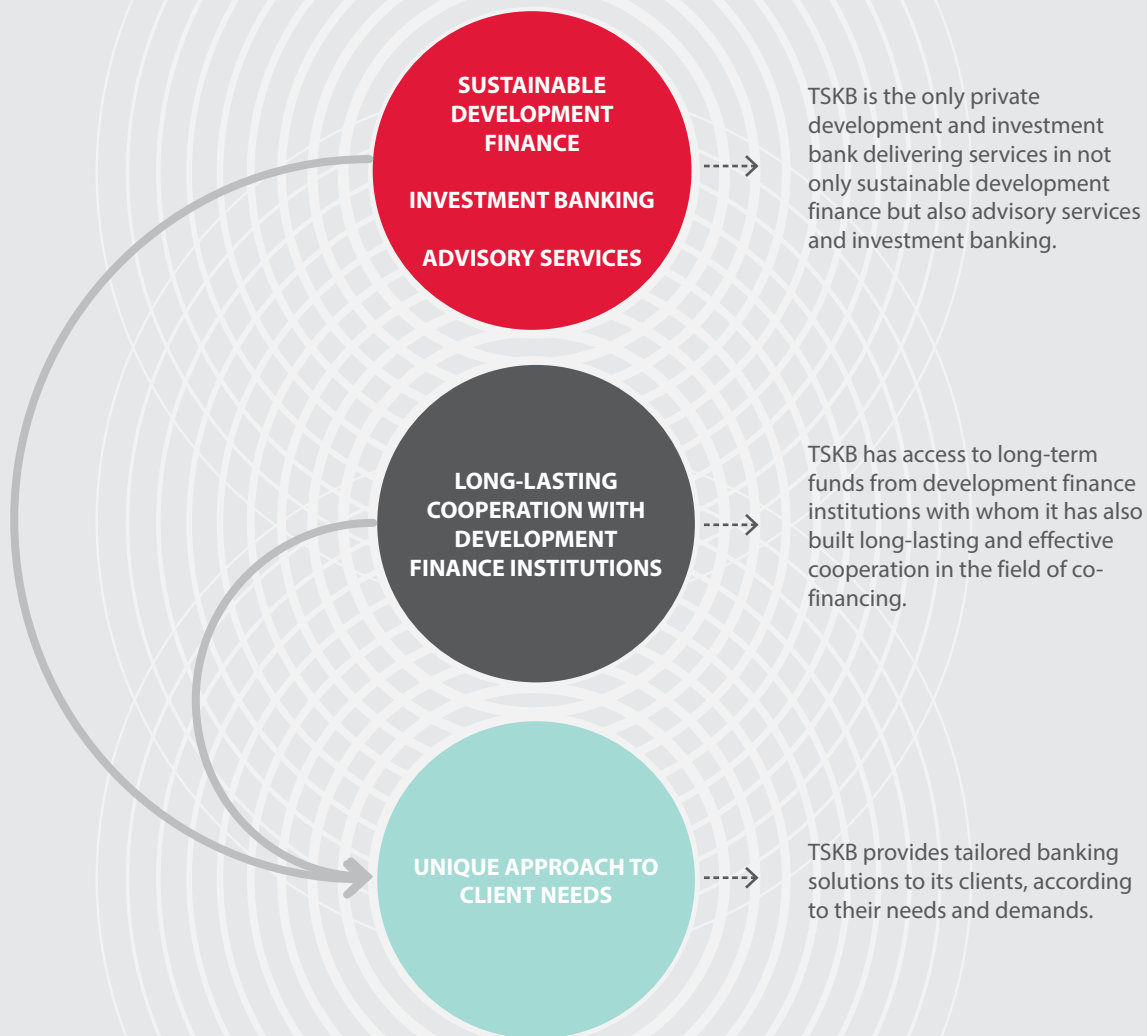 SUSTAINABLE
DEVELOPMENT
FINANCE
INVESTMENT BANKING
ADVISORY SERVICES
TSKB is the only private
development and investment
bank delivering services in not
only sustainable development
finance but also advisory services
and investment banking.
LONG-LASTING
COOPERATION WITH
DEVELOPMENT
FINANCE INSTITUTIONS
TSKB has access to long-term
funds from development finance
institutions with whom it has also
built long-lasting and effective
cooperation in the field of co-
financing.
UNIQUE APPROACH TO
CLIENT NEEDS
TSKB provides tailored banking
solutions to its clients, according
to their needs and demands.